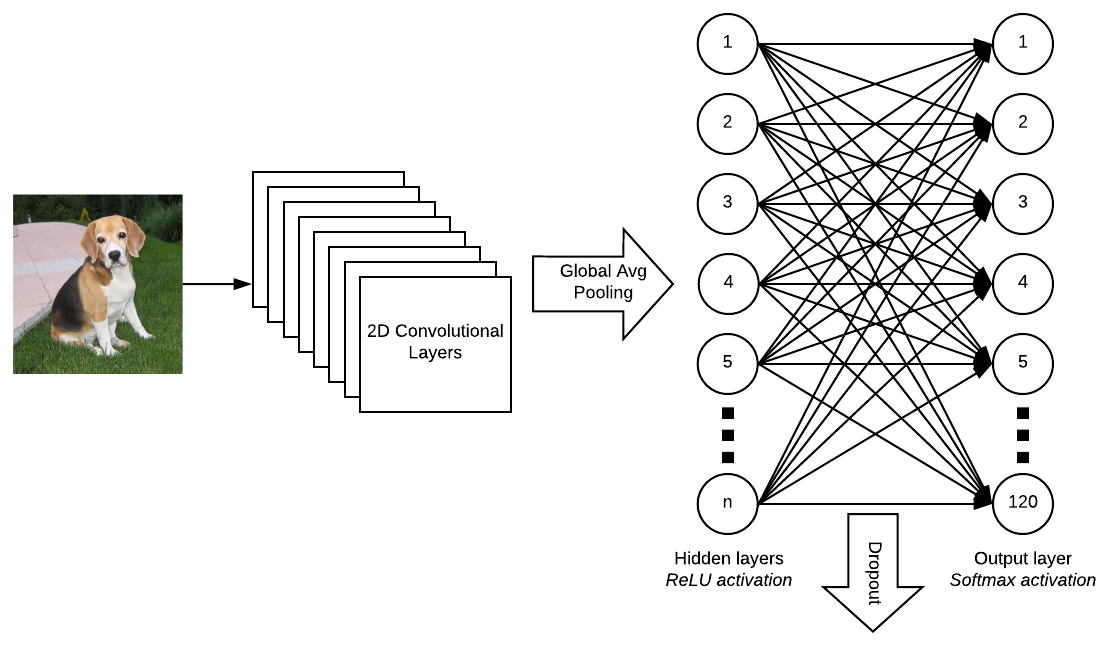 2D Convolutional
Layers
Global Avg
Pooling
1
2
3
4
5
n
Hidden layers
ReLU activation
Dropout
1
2
3
4
5
120
Output layer
Softmax activation